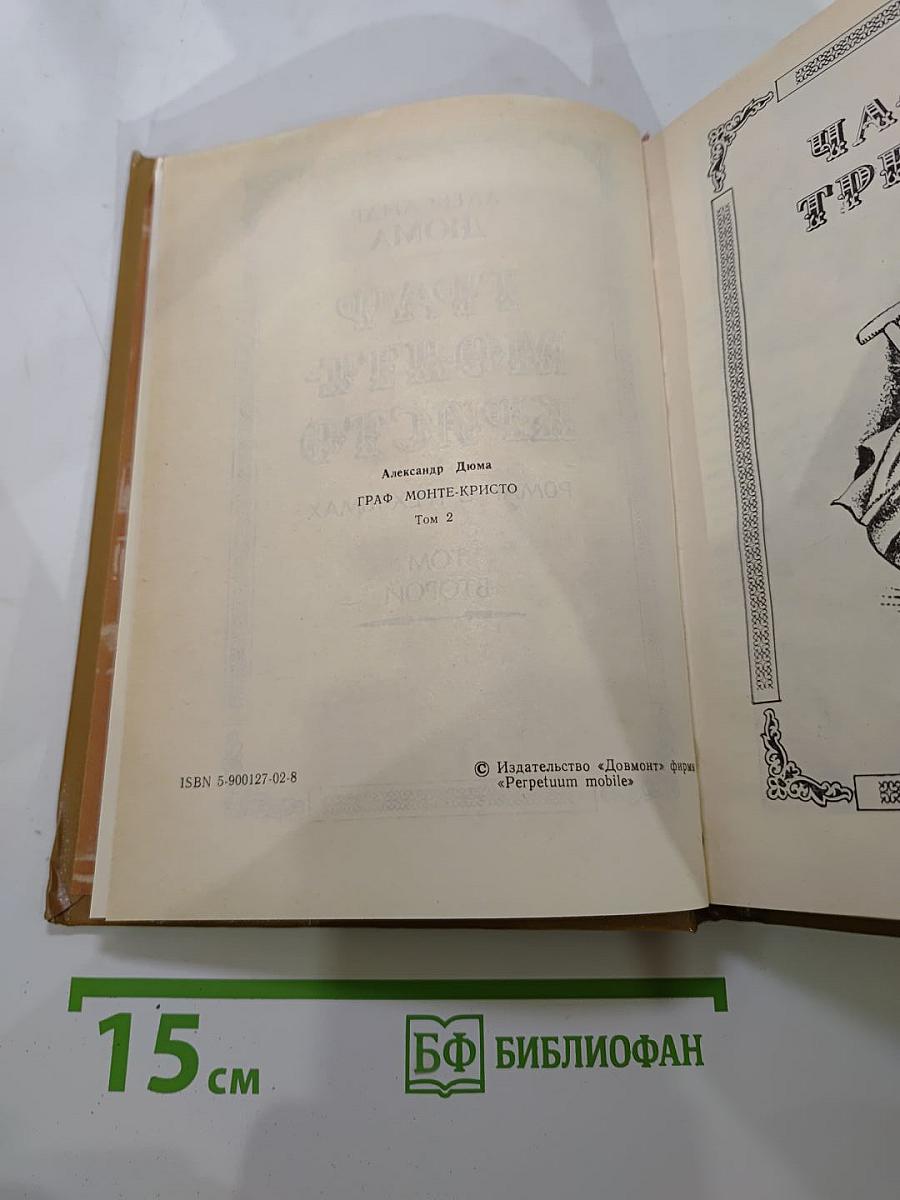 Александр Дюма
ГРАФ МОНТЕ-КРИСТО
Том 2
ISBN 5-900127-02-8
© Издательство «Довмонт» фирмы
«Perpetuum mobile»
15 см
БФ БИБЛИОФАН